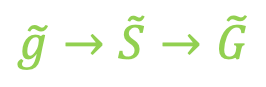 g̃ → S̃ → G̃